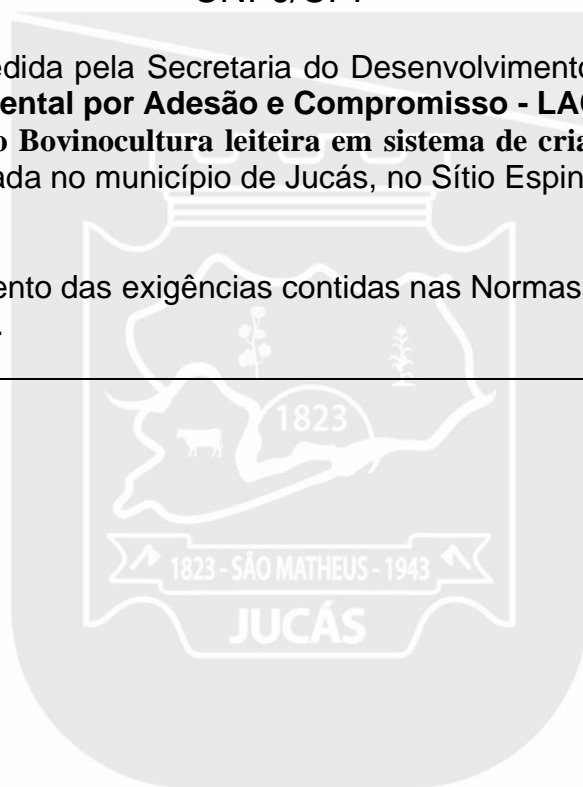 edida pela Secretaria do Desenvolvimento
ental por Adesão e Compromisso - LAC
o Bovinocultura leiteira em sistema de cria
ada no município de Jucás, no Sítio Espin
ento das exigências contidas nas Normas
1823
1823 - SÃO MATHEUS - 1943
JUCÁS